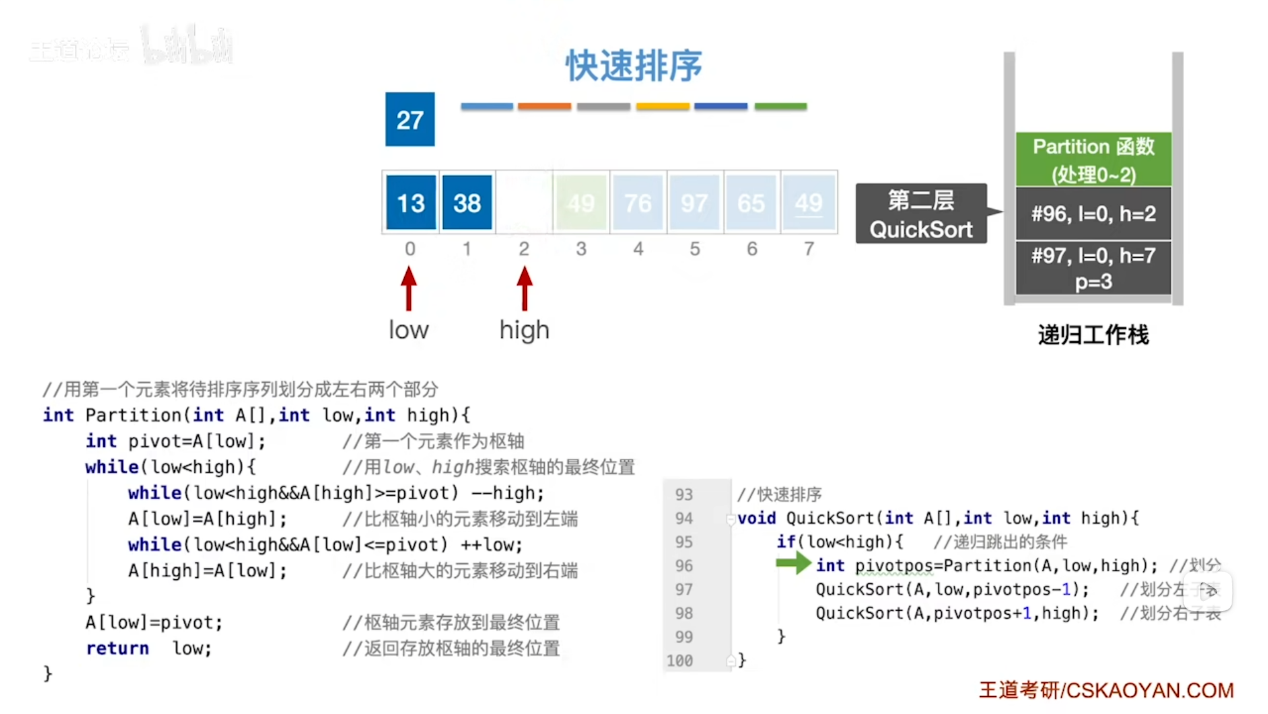 王道论坛 bilibili
快速排序
27
13 38 49 76 97 65 49
0 1 2 3 4 5 6 7
low high
第二层
QuickSort
Partition 函数
(处理0~2)
#96, l=0, h=2
#97, l=0, h=7
p=3
递归工作栈
//用第一个元素将待排序序列划分成左右两个部分
int Partition(int A[],int low,int high){
int pivot=A[low]; //第一个元素作为枢轴
while(low<high){ //用low、high搜索枢轴的最终位置
while(low<high&&A[high]>=pivot) --high;
A[low]=A[high]; //比枢轴小的元素移动到左端
while(low<high&&A[low]<=pivot) ++low;
A[high]=A[low]; //比枢轴大的元素移动到右端
}
A[low]=pivot; //枢轴元素存放到最终位置
return low; //返回存放枢轴的最终位置
}
93 //快速排序
94 void QuickSort(int A[],int low,int high){
95 if(low<high){ //递归跳出的条件
96 int pivotpos=Partition(A,low,high); //划分
97 QuickSort(A,low,pivotpos-1); //划分左子表
98 QuickSort(A,pivotpos+1,high); //划分右子表
99 }
100 }
王道考研/CSKAOYAN.COM